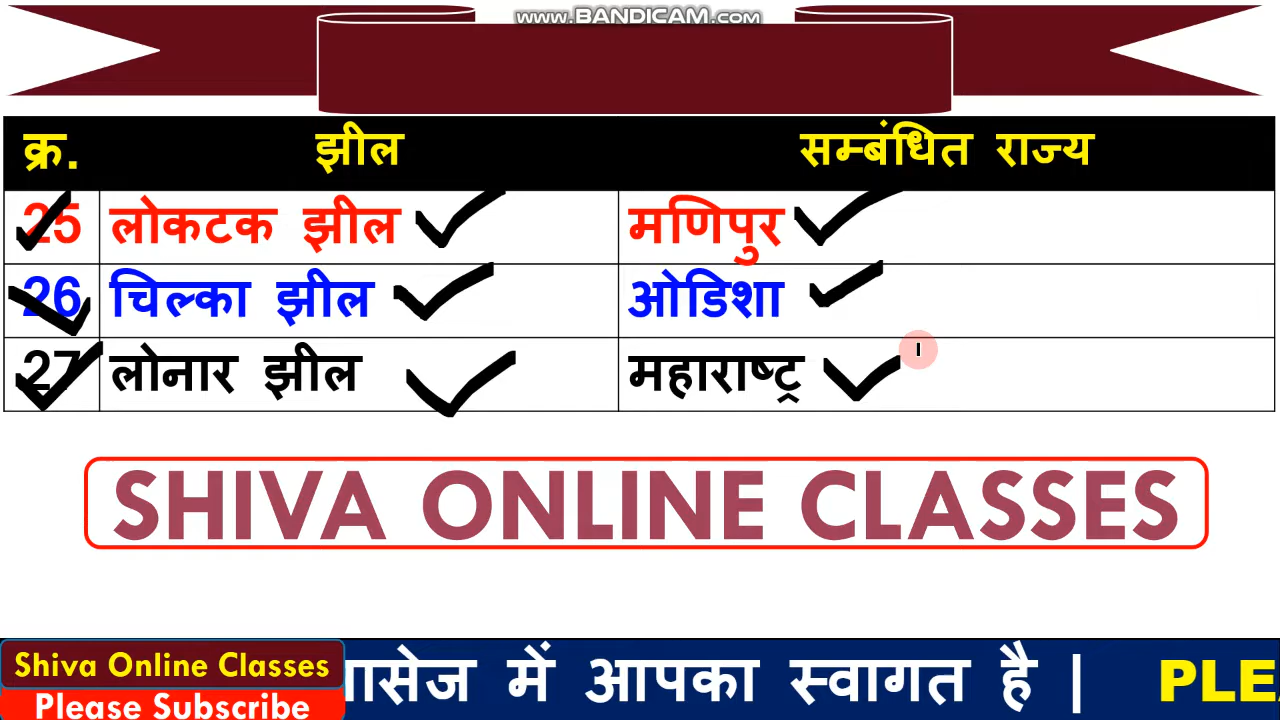 www.BANDICAM.com
क्र. झील सम्बंधित राज्य
25 लोकटक झील मणिपुर
26 चिल्का झील ओडिशा
27 लोनार झील महाराष्ट्र
SHIVA ONLINE CLASSES
Shiva Online Classes
Please Subscribe
में आपका स्वागत है |